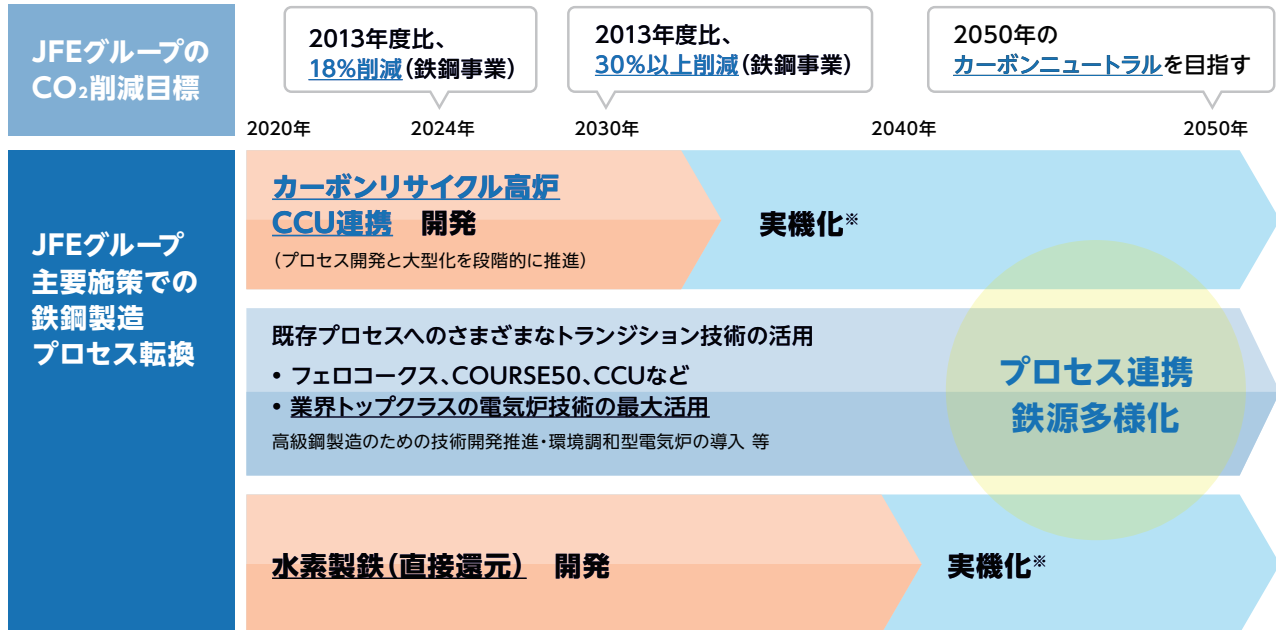 JFEグループの
CO₂削減目標
2013年度比、
18%削減(鉄鋼事業)
2013年度比、
30%以上削減(鉄鋼事業)
2050年の
カーボンニュートラルを目指す
2020年
2024年
2030年
2040年
2050年
JFEグループ
主要施策での
鉄鋼製造
プロセス転換
カーボンリサイクル高炉
CCU連携 開発
(プロセス開発と大型化を段階的に推進)
実機化※
既存プロセスへのさまざまなトランジション技術の活用
• フェロコークス、COURSE50、CCUなど
• 業界トップクラスの電気炉技術の最大活用
高級鋼製造のための技術開発推進・環境調和型電気炉の導入 等
プロセス連携
鉄源多様化
水素製鉄(直接還元) 開発
実機化※